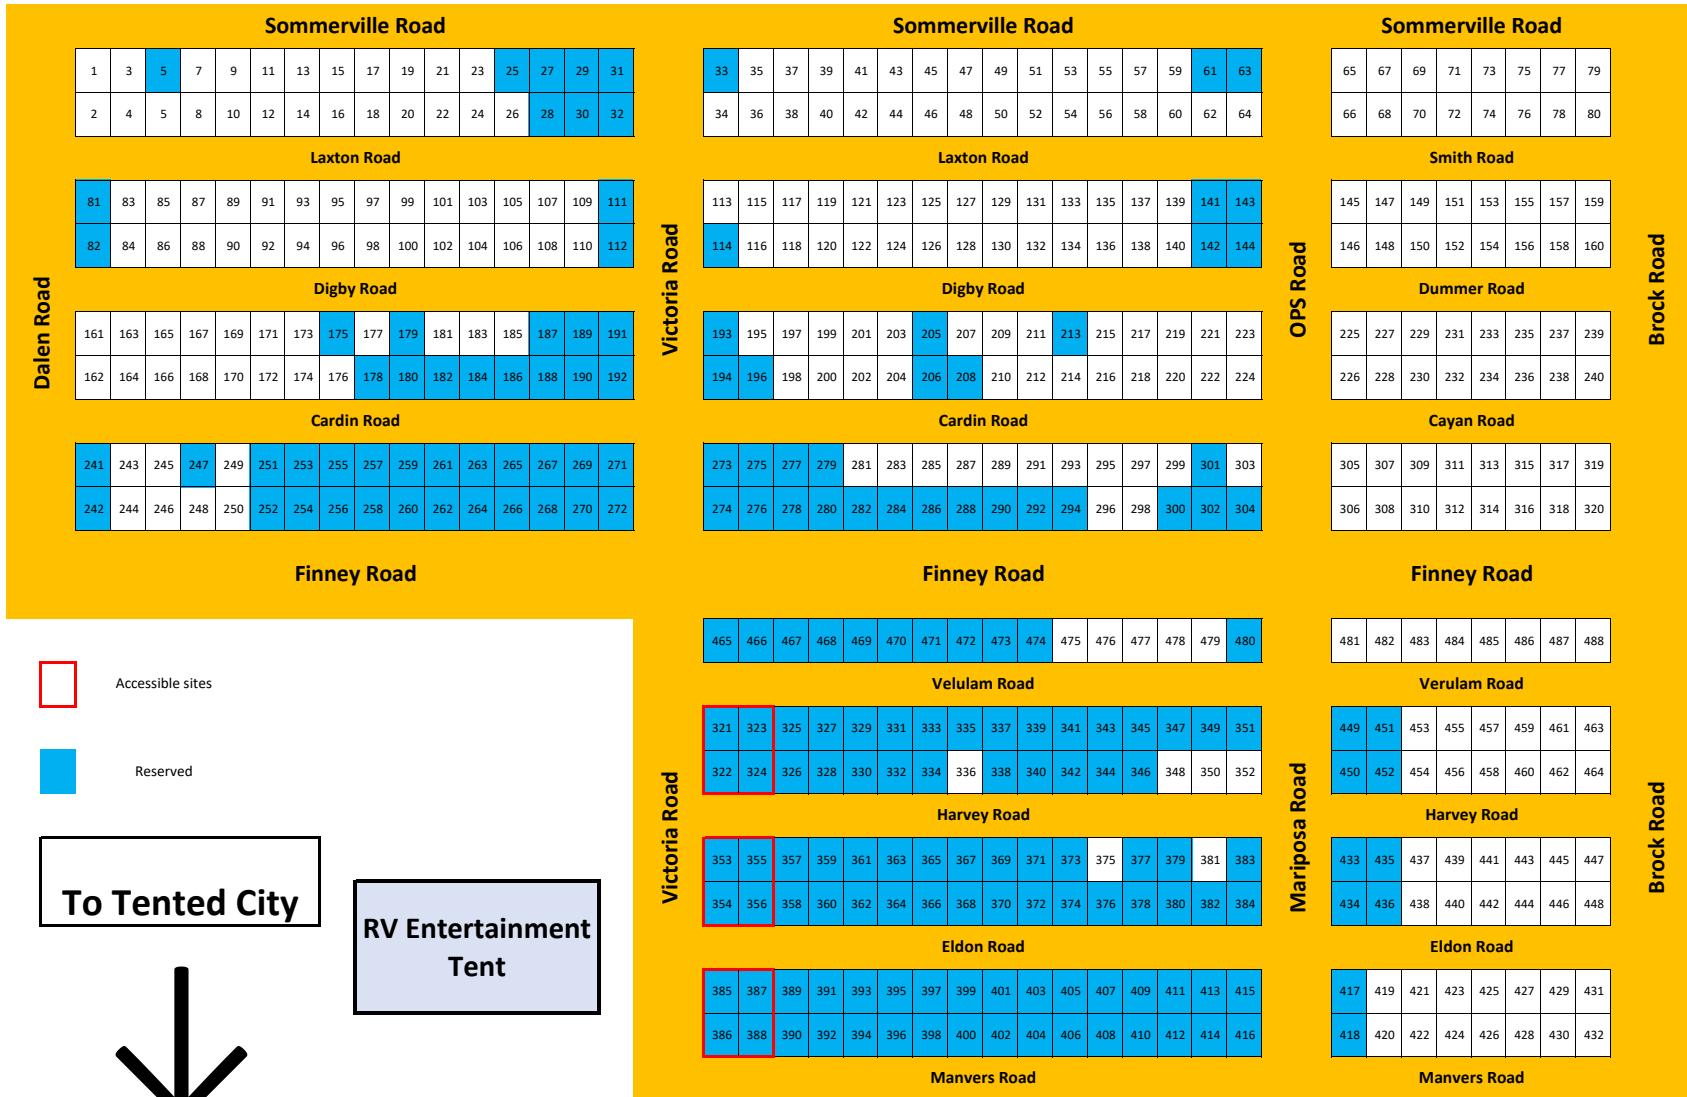 Sommerville Road Sommerville Road Sommerville Road
1 3 5 7 9 11 13 15 17 19 21 23 25 27 29 31 33 35 37 39 41 43 45 47 49 51 53 55 57 59 61 63 65 67 69 71 73 75 77 79
2 4 5 8 10 12 14 16 18 20 22 24 26 28 30 32 34 36 38 40 42 44 46 48 50 52 54 56 58 60 62 64 66 68 70 72 74 76 78 80
Laxton Road Laxton Road Smith Road
81 83 85 87 89 91 93 95 97 99 101 103 105 107 109 111 113 115 117 119 121 123 125 127 129 131 133 135 137 139 141 143 145 147 149 151 153 155 157 159
82 84 86 88 90 92 94 96 98 100 102 104 106 108 110 112 114 116 118 120 122 124 126 128 130 132 134 136 138 140 142 144 146 148 150 152 154 156 158 160
Digby Road Digby Road Dummer Road
Dalen Road
Victoria Road
OPS Road
Brock Road
161 163 165 167 169 171 173 175 177 179 181 183 185 187 189 191 193 195 197 199 201 203 205 207 209 211 213 215 217 219 221 223 225 227 229 231 233 235 237 239
162 164 166 168 170 172 174 176 178 180 182 184 186 188 190 192 194 196 198 200 202 204 206 208 210 212 214 216 218 220 222 224 226 228 230 232 234 236 238 240
Cardin Road Cardin Road Cayan Road
241 243 245 247 249 251 253 255 257 259 261 263 265 267 269 271 273 275 277 279 281 283 285 287 289 291 293 295 297 299 301 303 305 307 309 311 313 315 317 319
242 244 246 248 250 252 254 256 258 260 262 264 266 268 270 272 274 276 278 280 282 284 286 288 290 292 294 296 298 300 302 304 306 308 310 312 314 316 318 320
Finney Road Finney Road Finney Road
465 466 467 468 469 470 471 472 473 474 475 476 477 478 479 480 481 482 483 484 485 486 487 488
Accessible sites
Velulam Road Verulam Road
321 323 325 327 329 331 333 335 337 339 341 343 345 347 349 351 449 451 453 455 457 459 461 463
Reserved
322 324 326 328 330 332 334 336 338 340 342 344 346 348 350 352 450 452 454 456 458 460 462 464
Harvey Road Harvey Road
Victoria Road
Mariposa Road
Brock Road
353 355 357 359 361 363 365 367 369 371 373 375 377 379 381 383 433 435 437 439 441 443 445 447
354 356 358 360 362 364 366 368 370 372 374 376 378 380 382 384 434 436 438 440 442 444 446 448
To Tented City
RV Entertainment
Tent
Eldon Road Eldon Road
385 387 389 391 393 395 397 399 401 403 405 407 409 411 413 415 417 419 421 423 425 427 429 431
386 388 390 392 394 396 398 400 402 404 406 408 410 412 414 416 418 420 422 424 426 428 430 432
Manvers Road Manvers Road